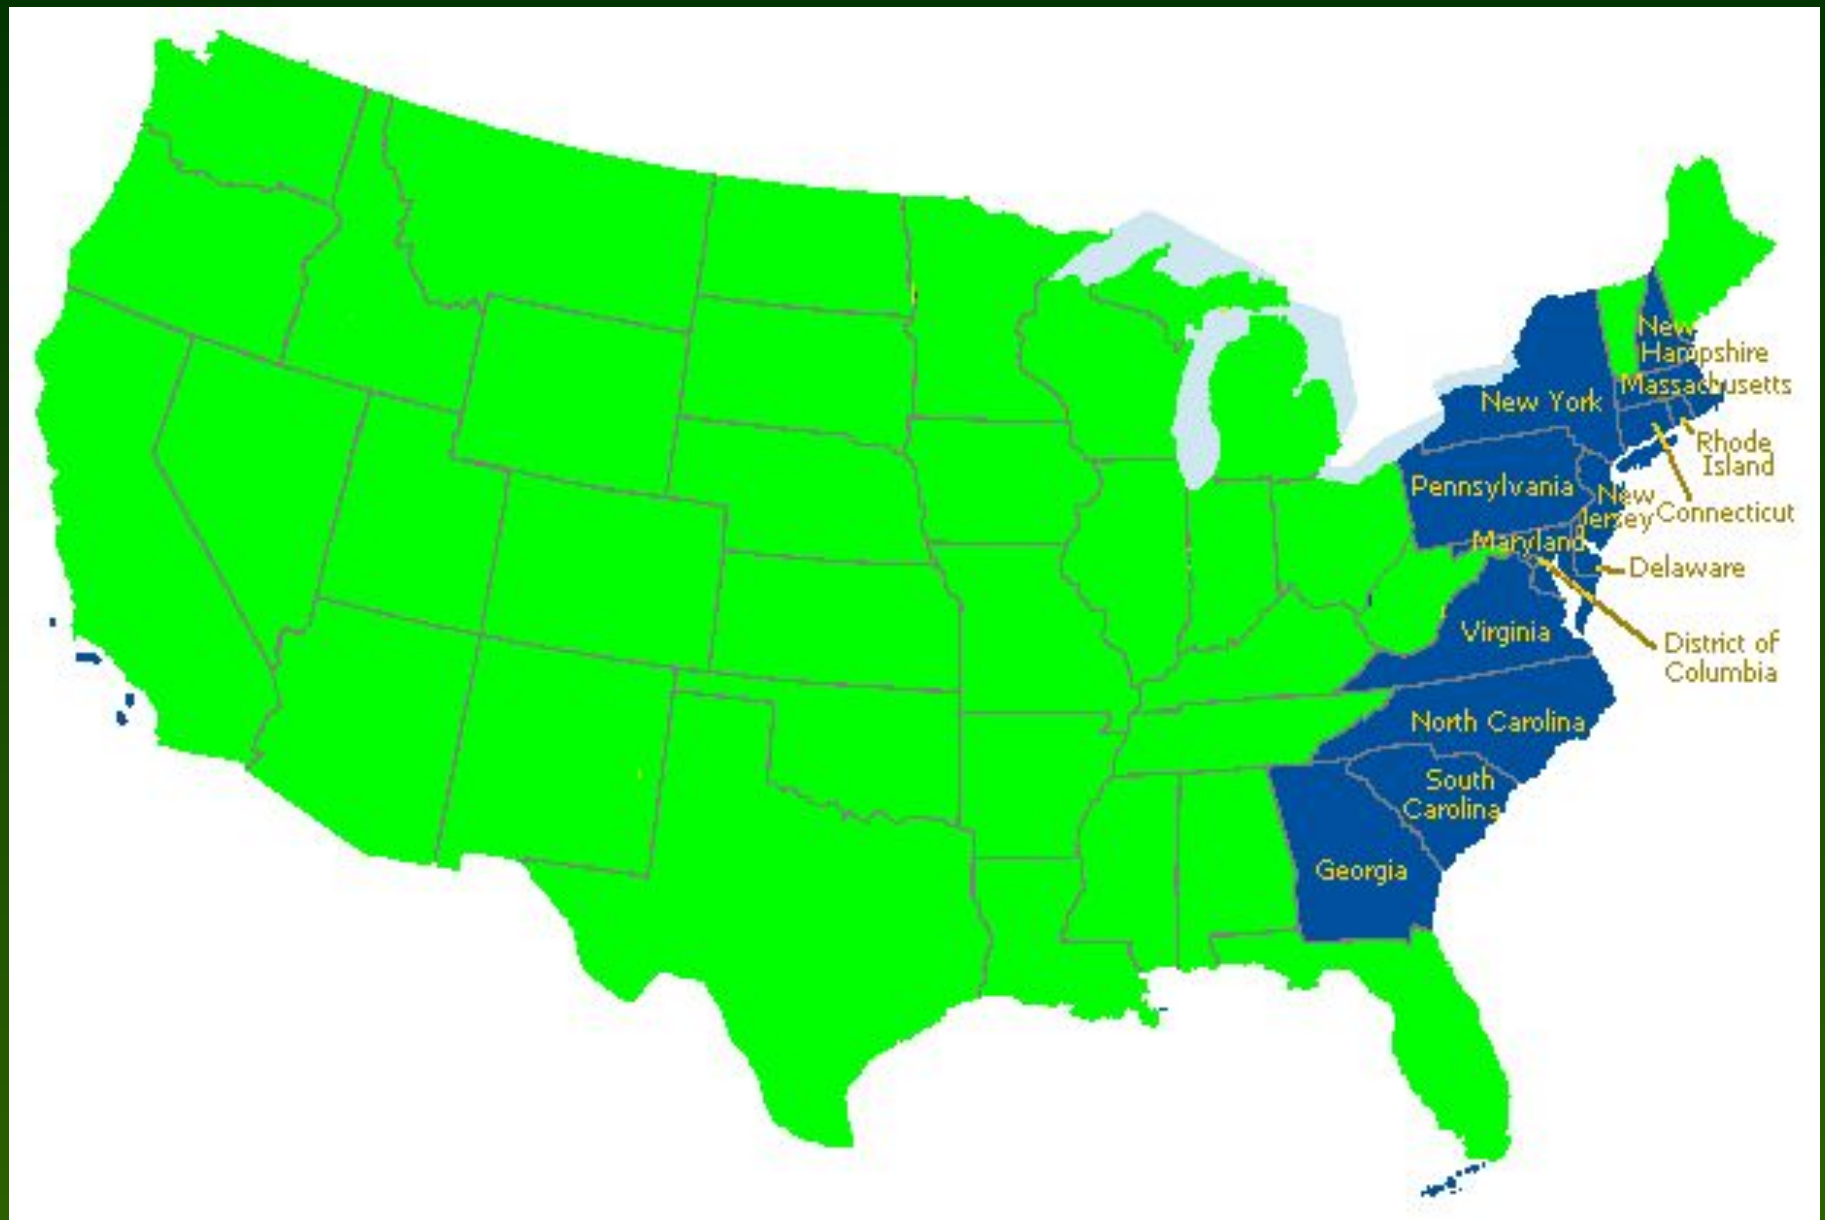 New
Hampshire
Massachusetts
New York
Rhode
Island
Pennsylvania
New
Jersey
Connecticut
Maryland
Delaware
Virginia
District of
Columbia
North Carolina
South
Carolina
Georgia